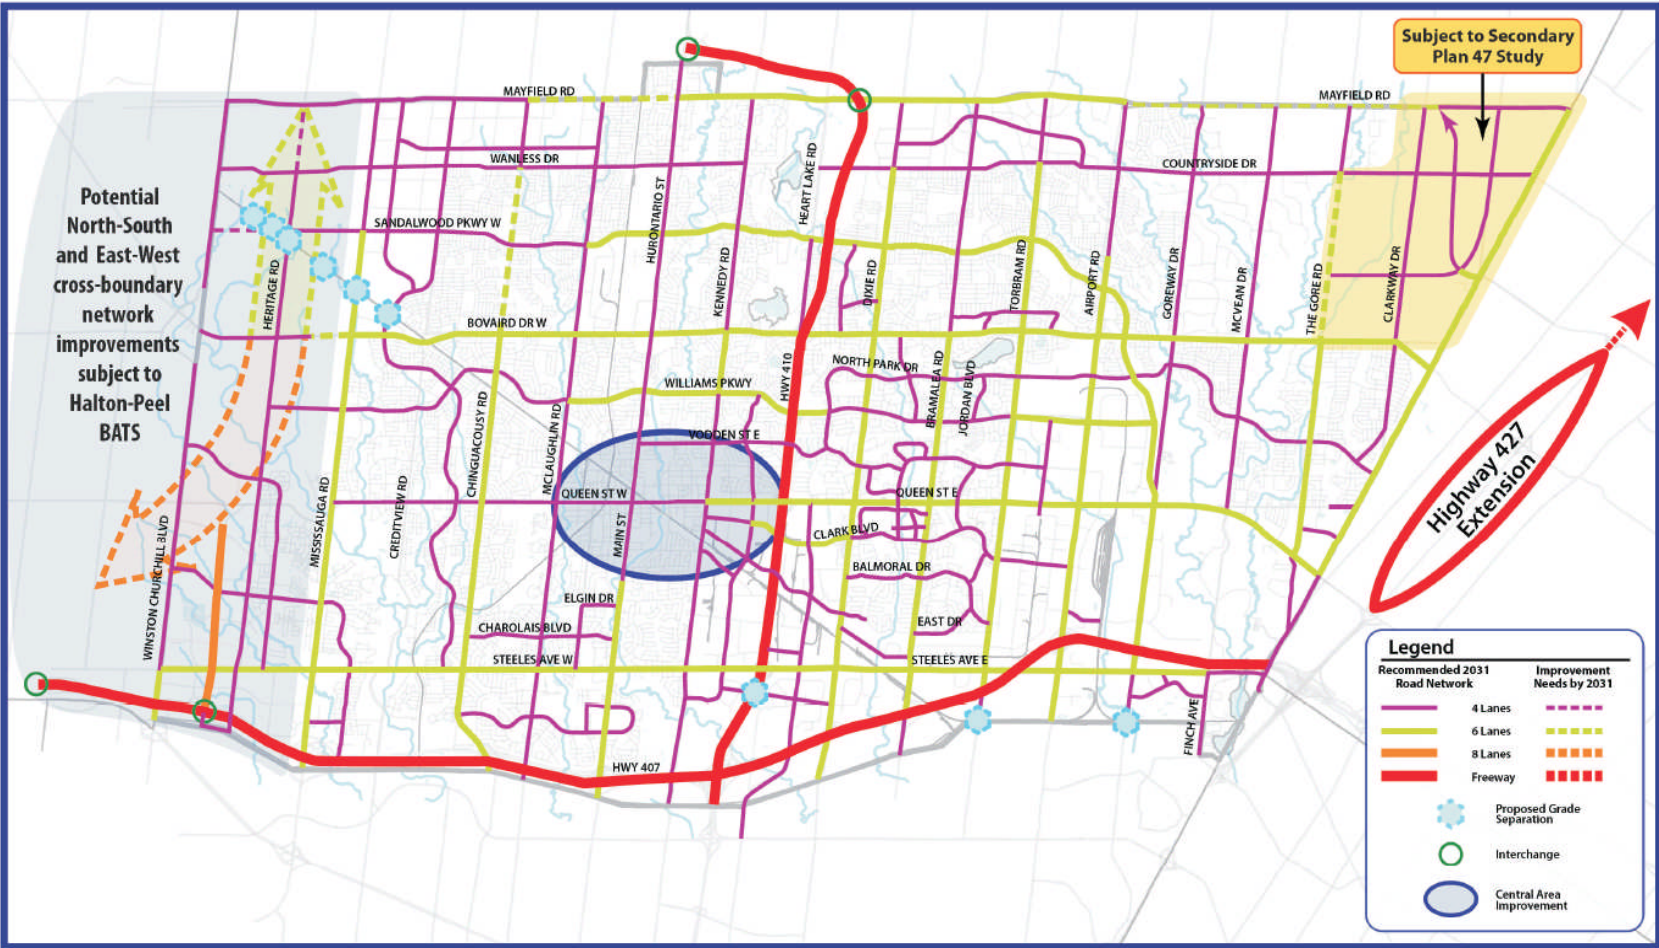 Subject to Secondary
Plan 47 Study
MAYFIELD RD
MAYFIELD RD
WANLESS DR
COUNTRYSIDE DR
Potential
North-South
and East-West
cross-boundary
network
improvements
subject to
Halton-Peel
BATS
SANDALWOOD PKWY W
HURONTARIO ST
HEART LAKE RD
HERITAGE RD
KENNEDY RD
DIXIE RD
TORBRAM RD
AIRPORT RD
GOREWAY DR
MCVEAN DR
THE GORE RD
CLARKWAY DR
BOVAIRD DR W
HWY 410
NORTH PARK DR
WILLIAMS PKWY
BRAMALEA RD
JORDAN BLVD
CHINGUACOUSY RD
MCLAUGHLIN RD
VODDEN ST E
Highway 427
Extension
MISSISSAUGA RD
CREDITVIEW RD
QUEEN ST W
QUEEN ST E
WINSTON CHURCHILL BLVD
MAIN ST
CLARK BLVD
BALMORAL DR
ELGIN DR
EAST DR
CHAROLAIS BLVD
STEELES AVE W
STEELES AVE E
FINCH AVE
HWY 407
Legend
Recommended 2031
Road Network
Improvement
Needs by 2031
4 Lanes
6 Lanes
8 Lanes
Freeway
Proposed Grade
Separation
Interchange
Central Area
Improvement